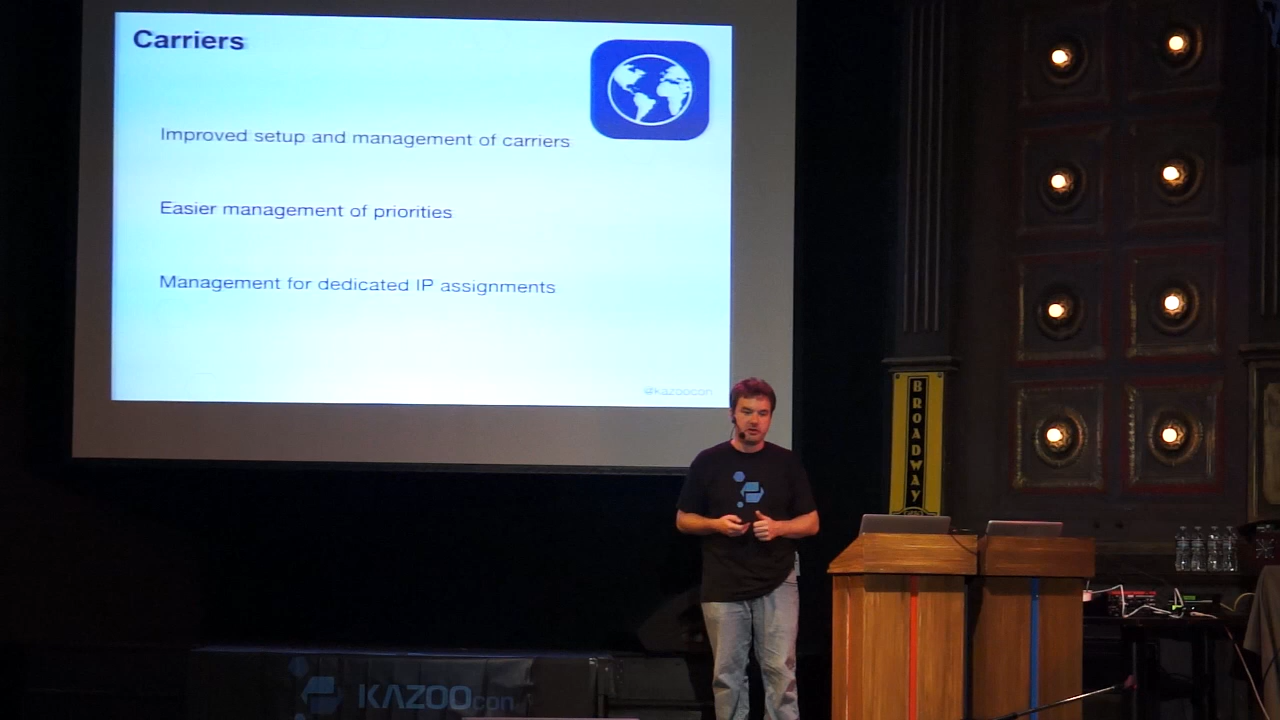 Carriers
Improved setup and management of carriers
Easier management of priorities
Management for dedicated IP assignments
@kazoocon
BROADWAY
KAZOOcon